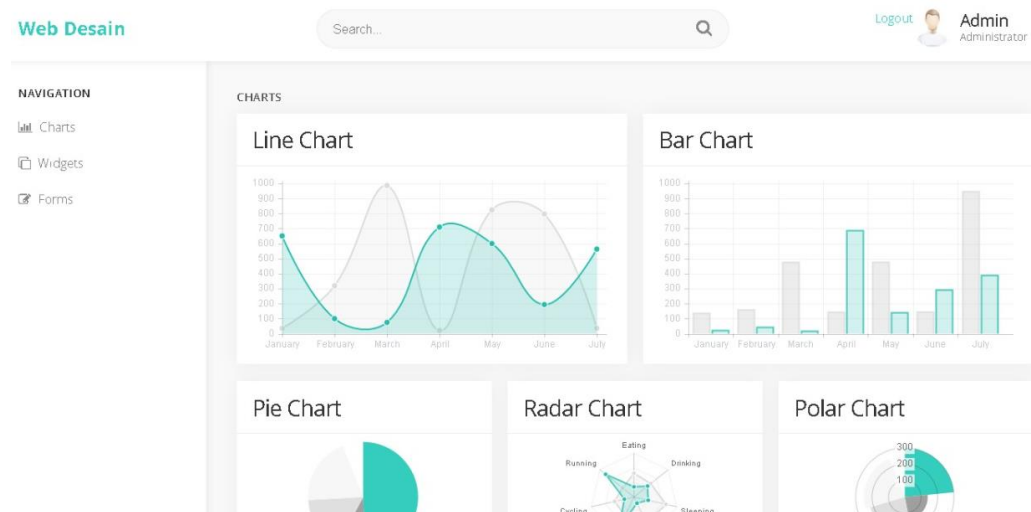 Web Desain
Search...
Logout
Admin
Administrator
NAVIGATION
Charts
Widgets
Forms
CHARTS
Line Chart
1000
900
800
700
600
500
400
300
200
100
0
January February March April May June July
Bar Chart
1000
900
800
700
600
500
400
300
200
100
0
January February March April May June July
Pie Chart
Radar Chart
Eating
Running
Drinking
Cycling
Sleeping
Polar Chart
300
200
100